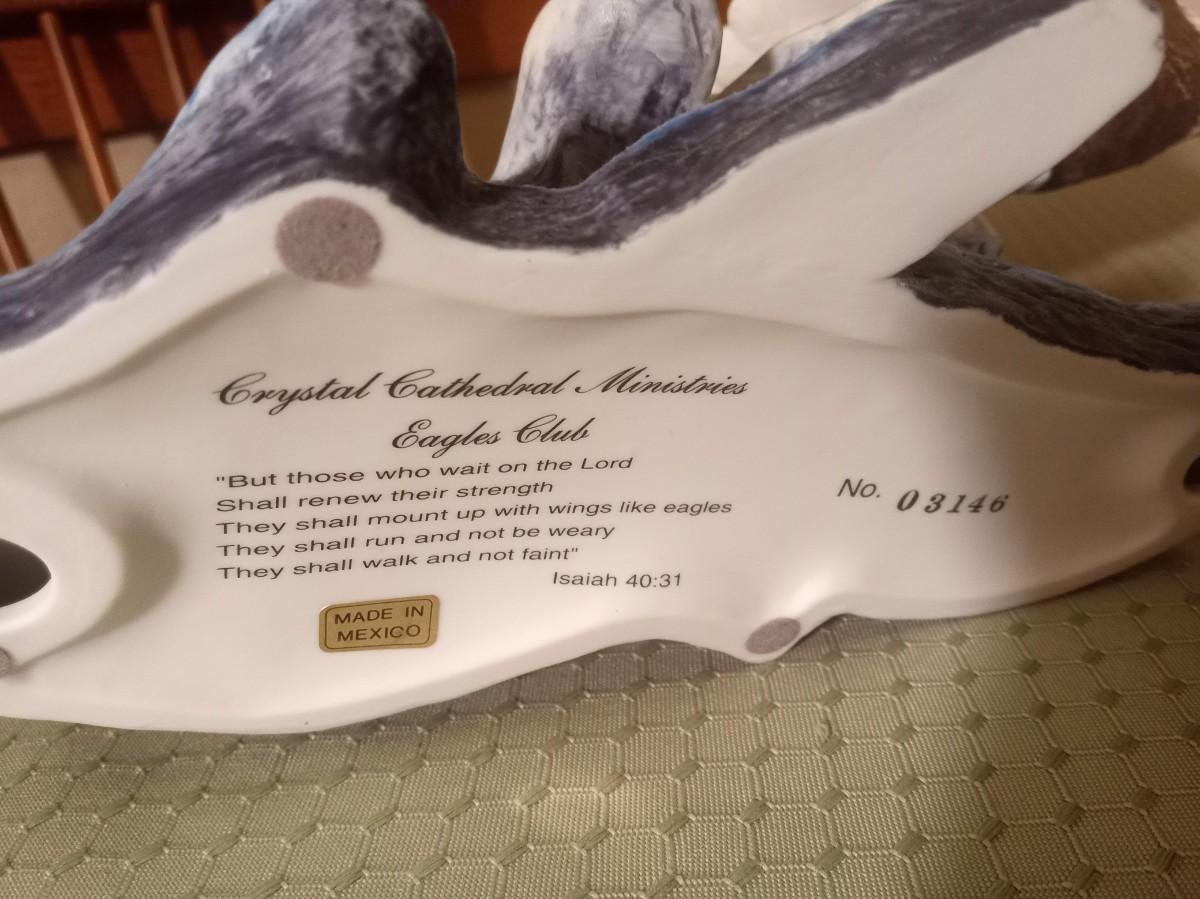 Crystal Cathedral Ministries
Eagles Club
"But those who wait on the Lord
Shall renew their strength
They shall mount up with wings like eagles
They shall run and not be weary
They shall walk and not faint"
Isaiah 40:31
No. 03146
MADE IN
MEXICO